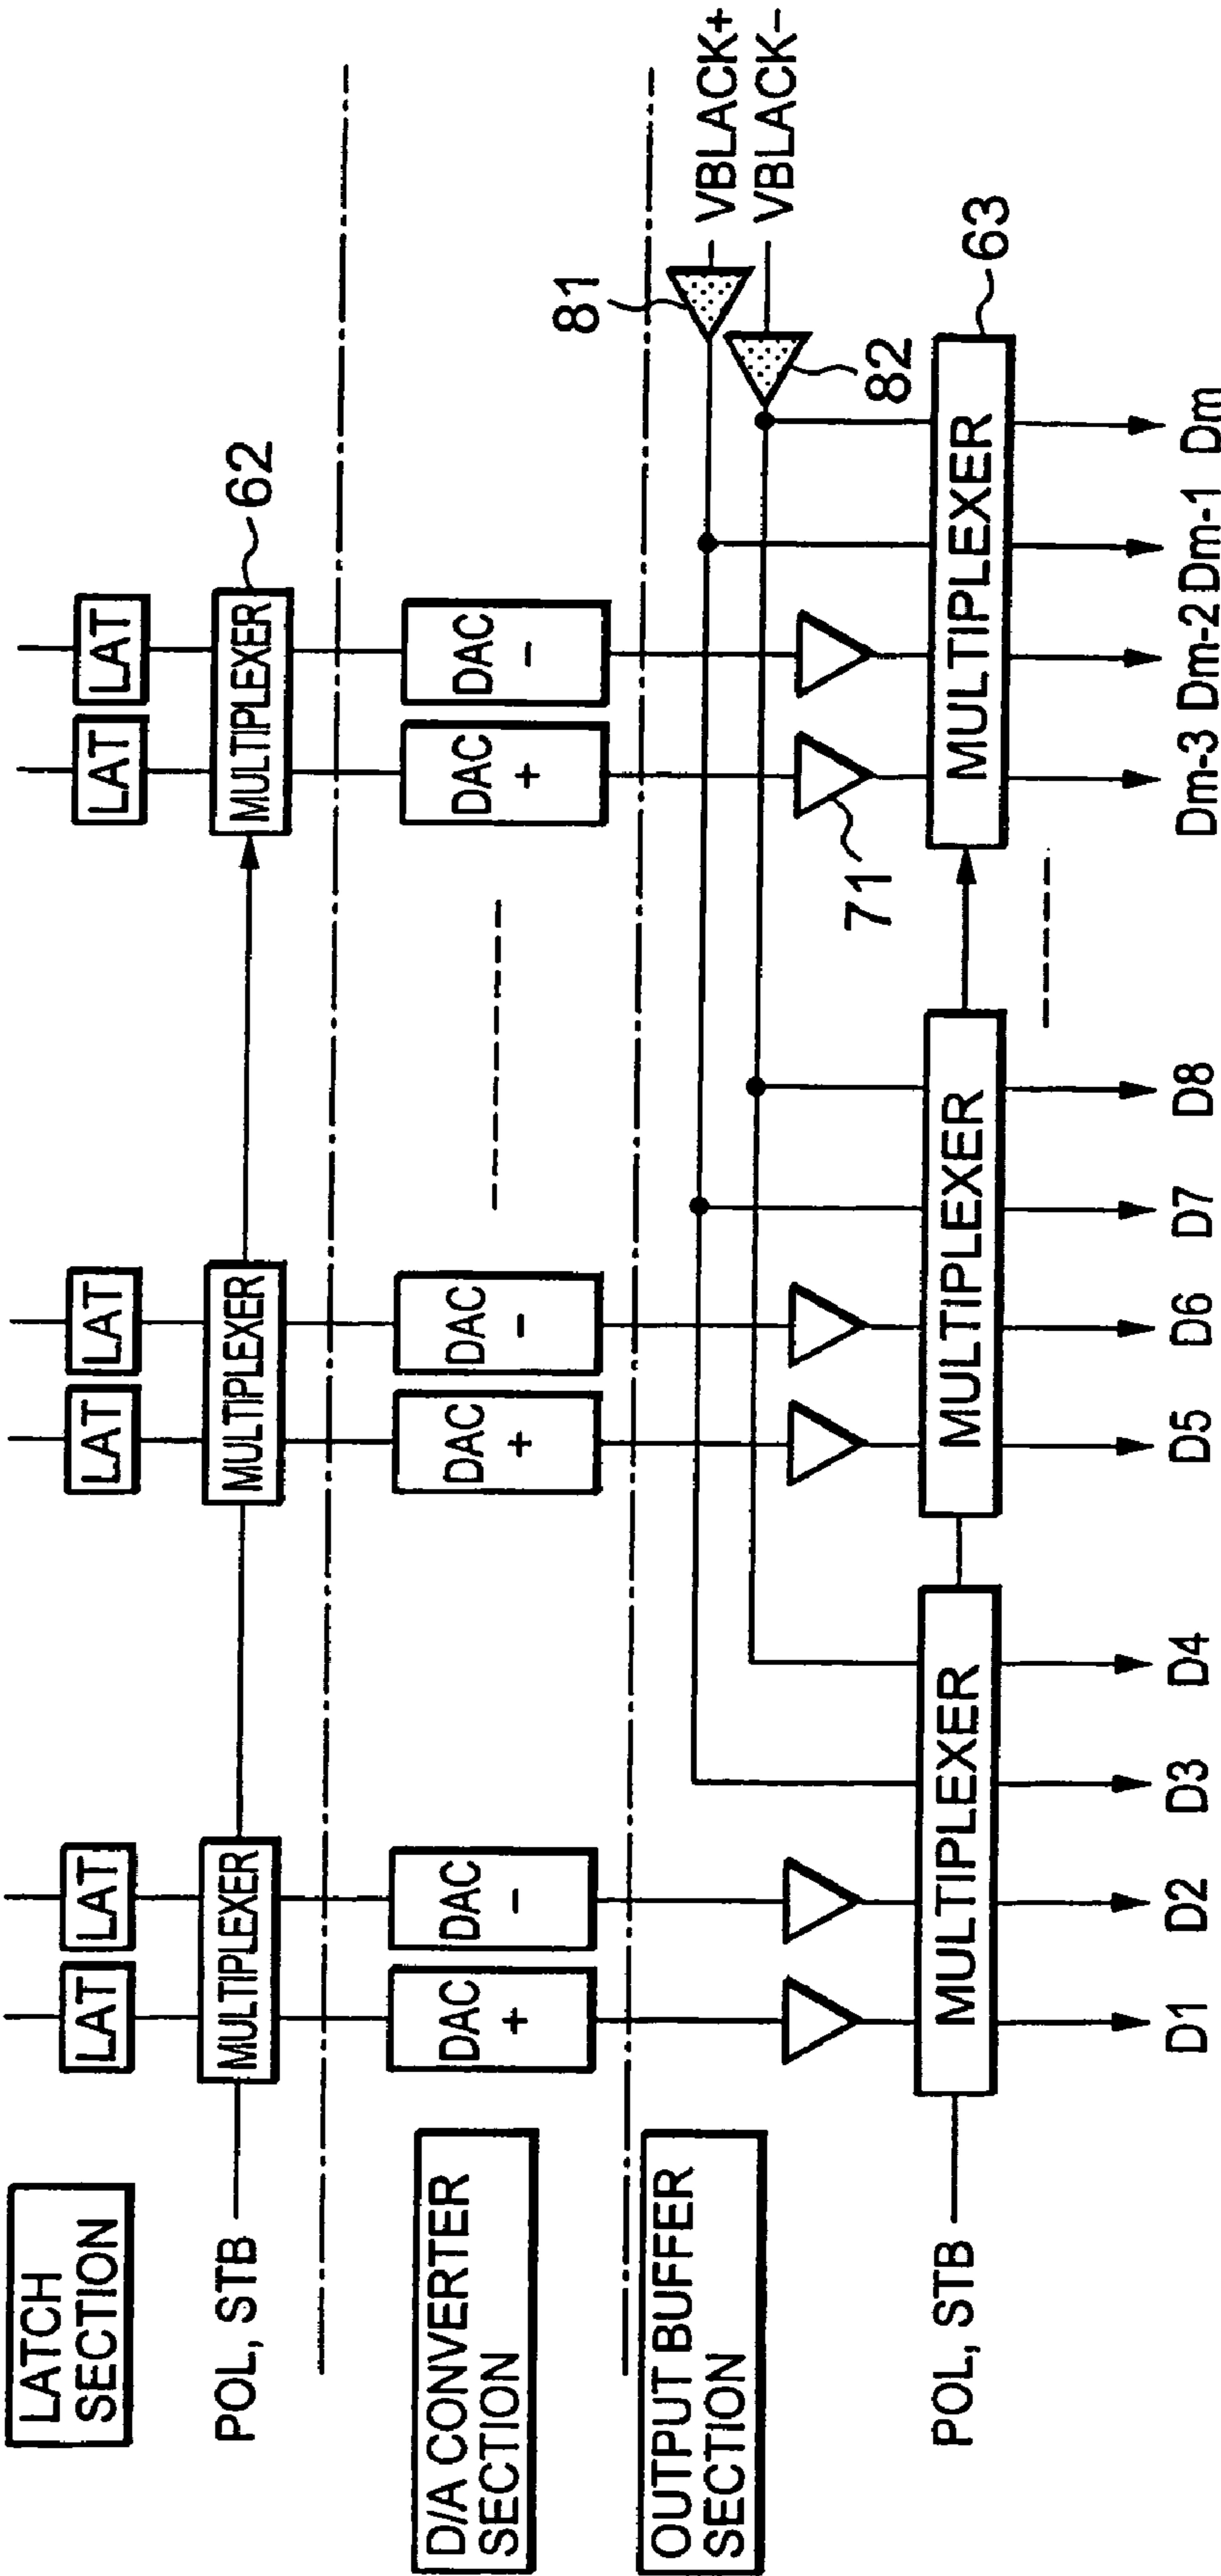 LATCH
SECTION
LAT LAT LAT LAT LAT LAT
POL, STB
MULTIPLEXER MULTIPLEXER MULTIPLEXER 62
D/A CONVERTER
SECTION
DAC + DAC - DAC + DAC - DAC + DAC -
OUTPUT BUFFER
SECTION
81
VBLACK+
VBLACK-
82
71
63
POL, STB
MULTIPLEXER MULTIPLEXER MULTIPLEXER
D1 D2 D3 D4 D5 D6 D7 D8 Dm-3 Dm-2 Dm-1 Dm